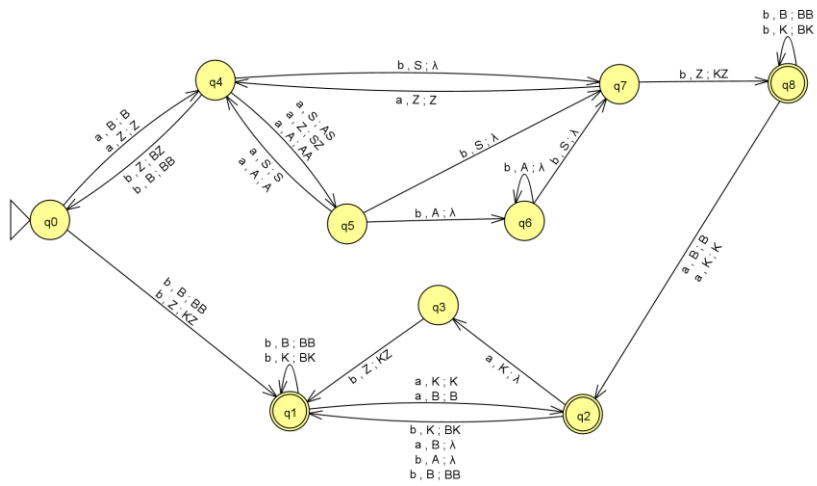 b , B ; BB
b , K ; BK
q8
q4
b , S ; λ
a , Z ; Z
q7
b , Z ; KZ
a , B ; B
a , Z ; Z
b , Z ; BZ
b , B ; BB
a , S ; AS
a , Z ; SZ
a , A ; AA
a , S ; S
a , A ; A
b , S ; λ
b , A ; λ
b , S ; λ
q0
q5
b , A ; λ
q6
a , B ; B
a , K ; K
b , B ; BB
b , Z ; KZ
q3
b , B ; BB
b , K ; BK
b , Z ; KZ
a , K ; λ
a , K ; K
a , B ; B
q1
q2
b , K ; BK
a , B ; λ
b , A ; λ
b , B ; BB